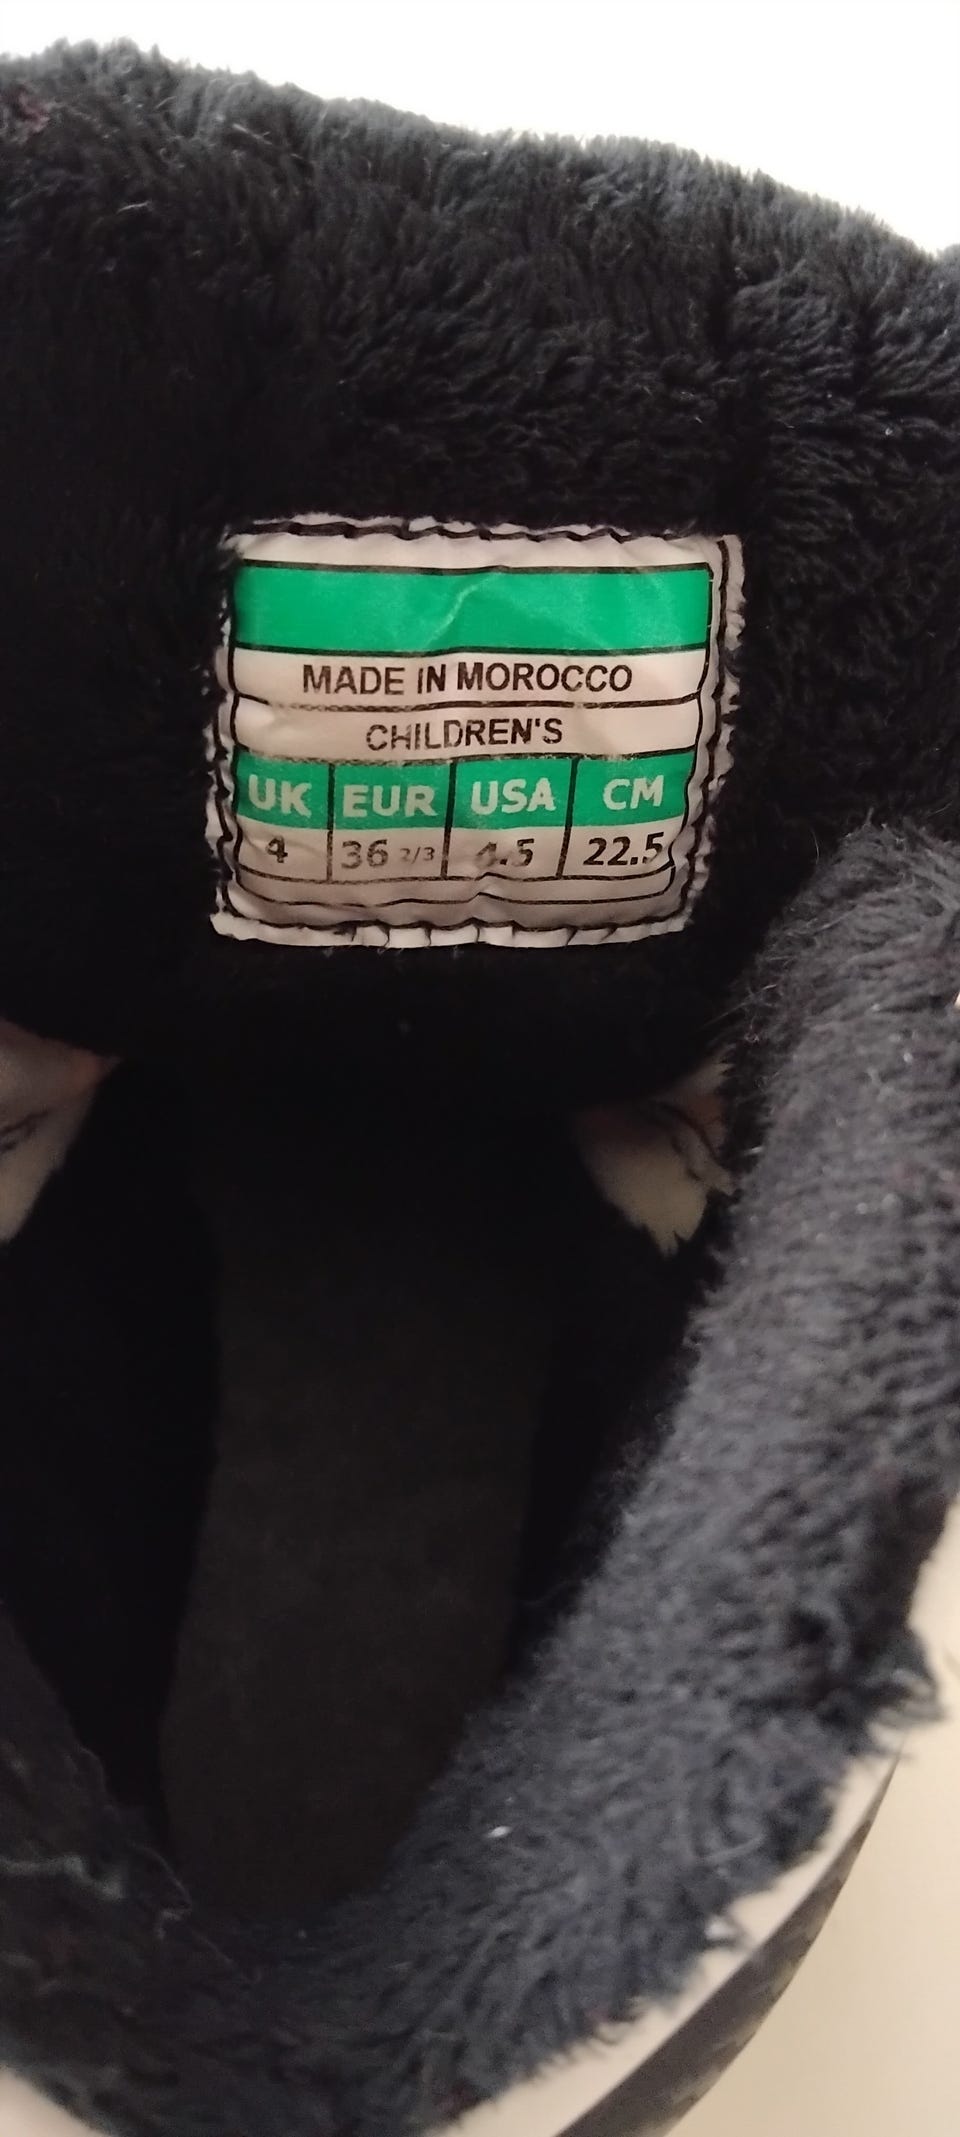 MADE IN MOROCCO
CHILDREN'S
UK EUR USA CM
4 36 2/3 4.5 22.5